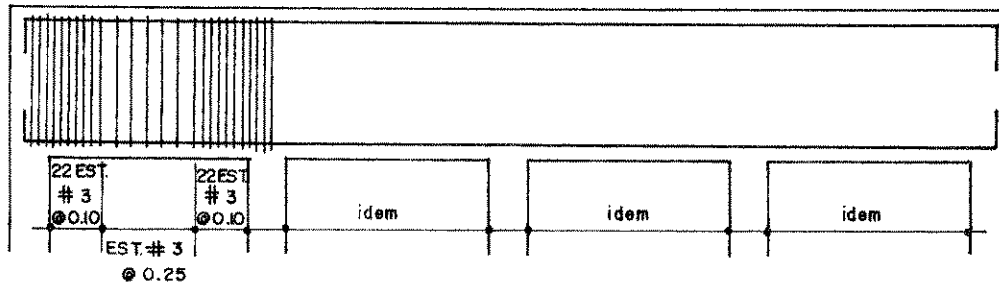 22 EST.
# 3
@ 0.10
22 EST
# 3
@ 0.10
idem
idem
idem
EST. # 3
@ 0.25